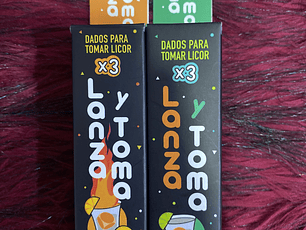 DADOS PARA
TOMAR LICOR
x3
Lanza
y Toma
DADOS PARA
TOMAR LICOR
x3
Lanza
y Toma